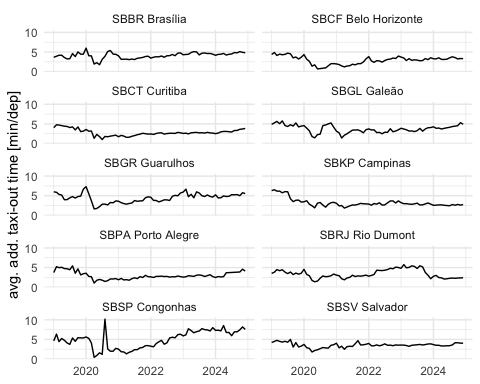 avg. add. taxi-out time [min/dep]
SBBR Brasília
SBCF Belo Horizonte
10
5
0
SBCT Curitiba
SBGL Galeão
10
5
0
SBGR Guarulhos
SBKP Campinas
10
5
0
SBPA Porto Alegre
SBRJ Rio Dumont
10
5
0
SBSP Congonhas
SBSV Salvador
10
5
0
2020
2022
2024
2020
2022
2024